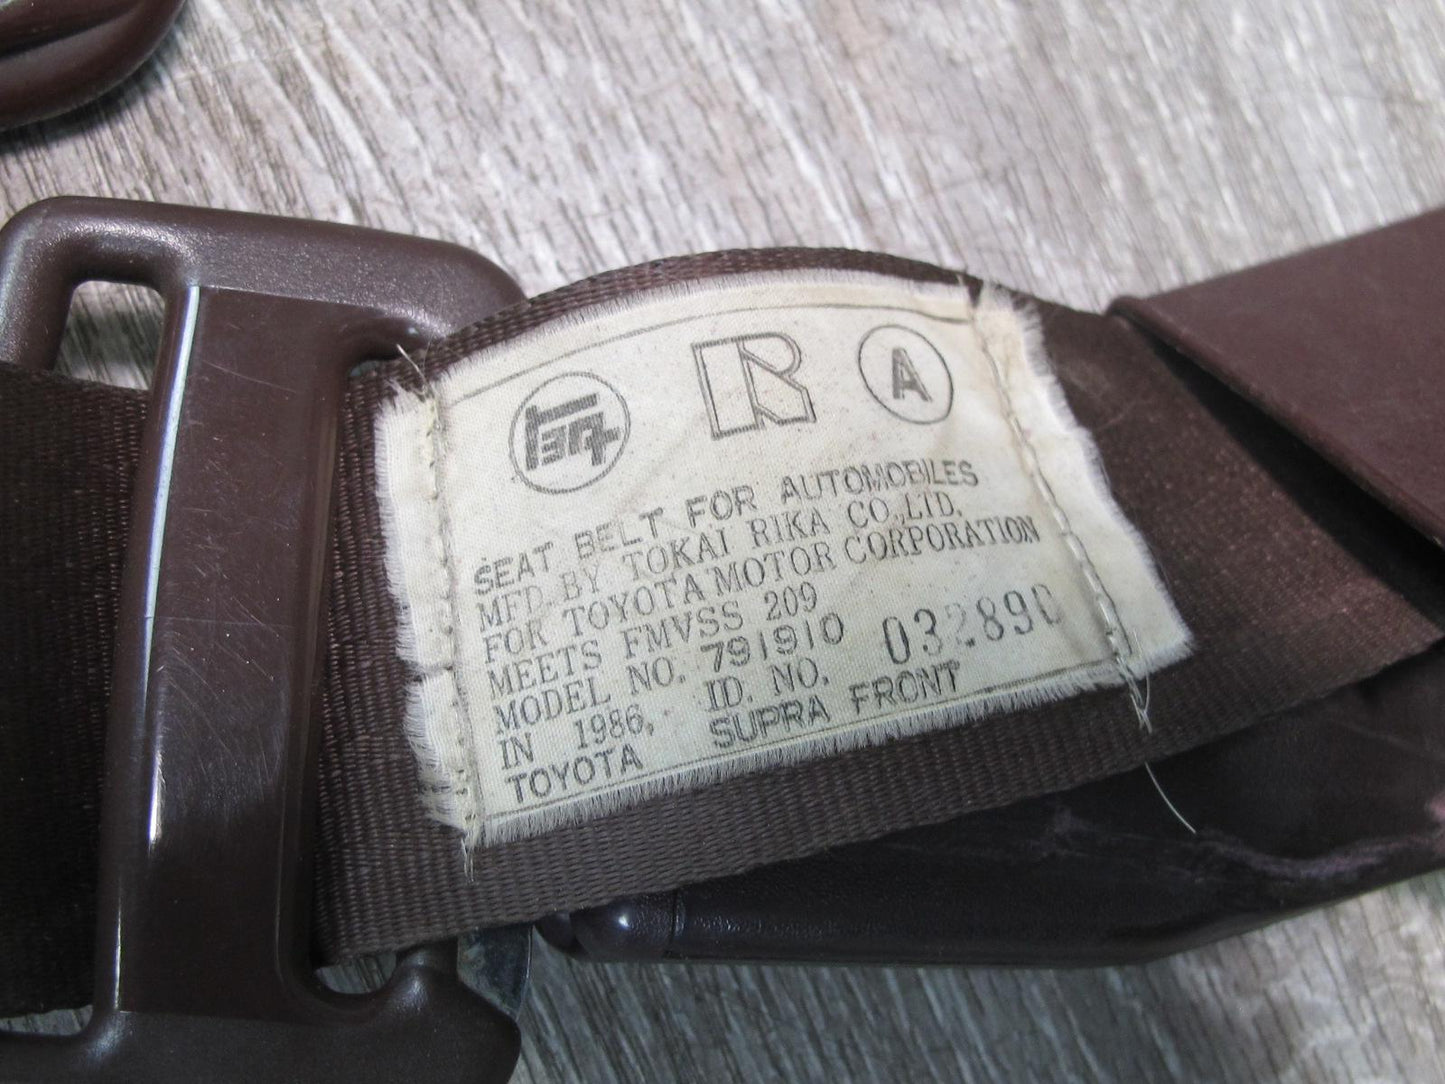 TEQ R A
SEAT BELT FOR AUTOMOBILES
MFD. BY TOKAI RIKA CO., LTD.
FOR TOYOTA MOTOR CORPORATION
MEETS FMVSS 209
MODEL NO. 791910
IN 1986, ID. NO. 032890
TOYOTA SUPRA FRONT